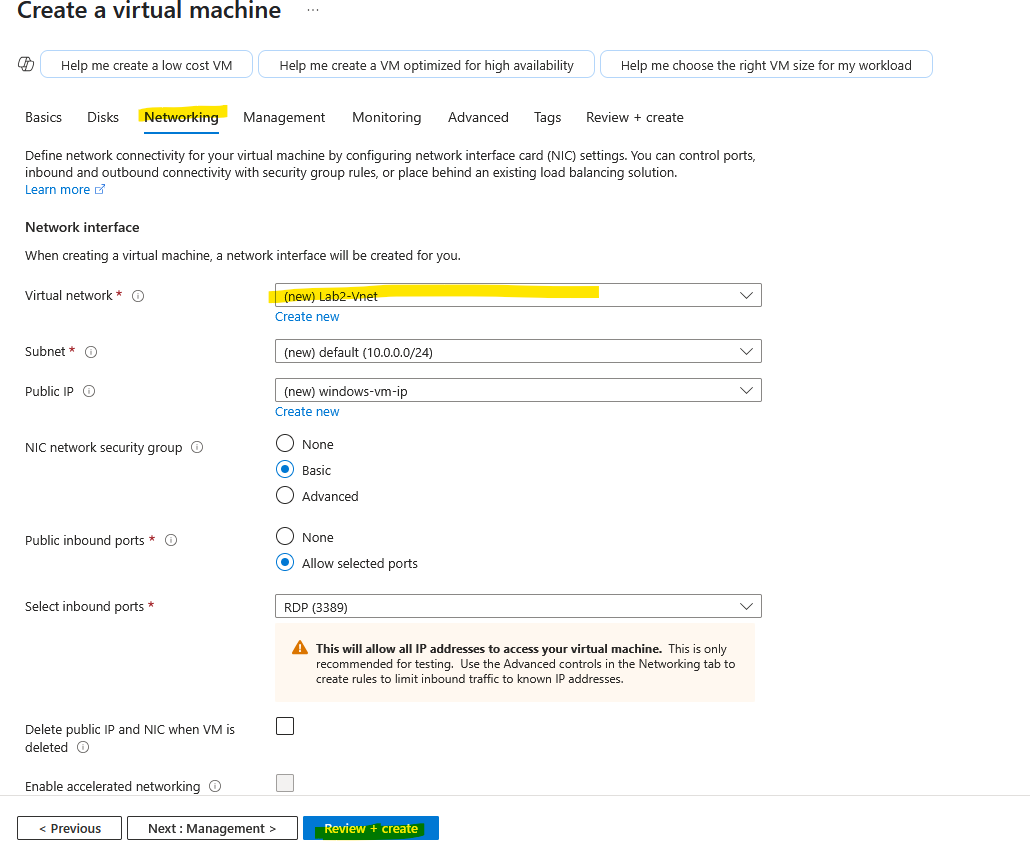 Create a virtual machine ...
Help me create a low cost VM
Help me create a VM optimized for high availability
Help me choose the right VM size for my workload
Basics
Disks
Networking
Management
Monitoring
Advanced
Tags
Review + create
Define network connectivity for your virtual machine by configuring network interface card (NIC) settings. You can control ports,
inbound and outbound connectivity with security group rules, or place behind an existing load balancing solution.
Learn more
Network interface
When creating a virtual machine, a network interface will be created for you.
Virtual network *
(new) Lab2-Vnet
Create new
Subnet *
(new) default (10.0.0.0/24)
Public IP
(new) windows-vm-ip
Create new
NIC network security group
None
Basic
Advanced
Public inbound ports *
None
Allow selected ports
Select inbound ports *
RDP (3389)
This will allow all IP addresses to access your virtual machine. This is only
recommended for testing. Use the Advanced controls in the Networking tab to
create rules to limit inbound traffic to known IP addresses.
Delete public IP and NIC when VM is
deleted
Enable accelerated networking
< Previous
Next : Management >
Review + create